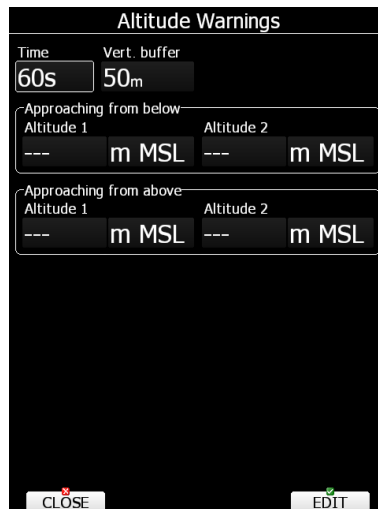 Altitude Warnings
Time Vert. buffer
60s 50m
Approaching from below
Altitude 1 Altitude 2
--- m MSL --- m MSL
Approaching from above
Altitude 1 Altitude 2
--- m MSL --- m MSL
CLOSE EDIT